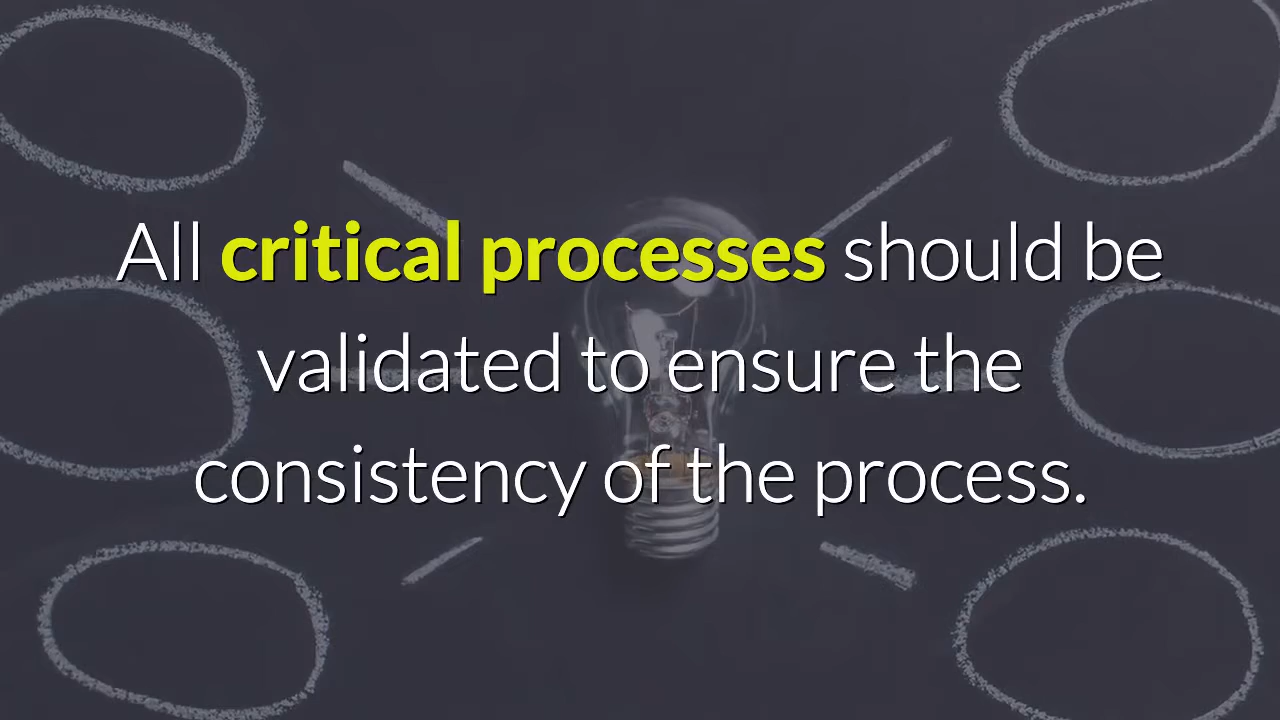 All critical processes should be
validated to ensure the
consistency of the process.